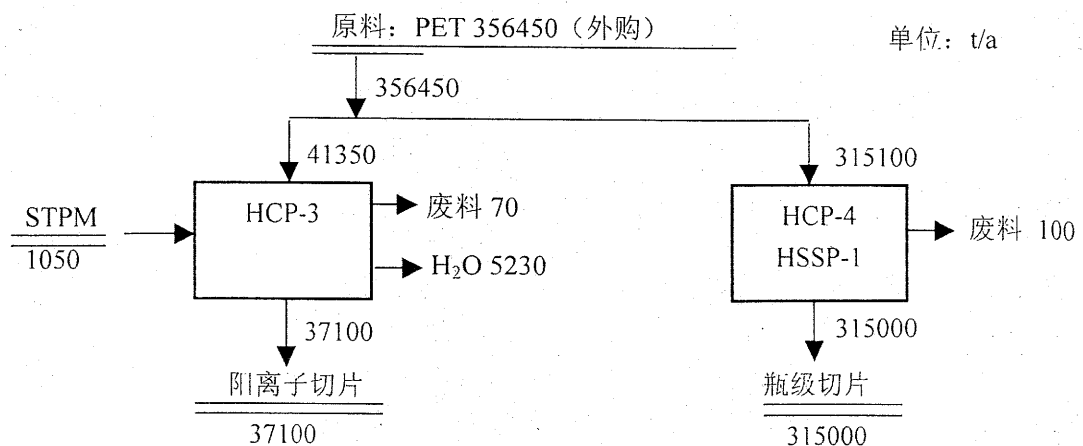 原料：PET 356450（外购）
单位：t/a
356450
41350
315100
STPM
1050
HCP-3
废料 70
H₂O 5230
HCP-4
HSSP-1
废料 100
37100
315000
阳离子切片
37100
瓶级切片
315000